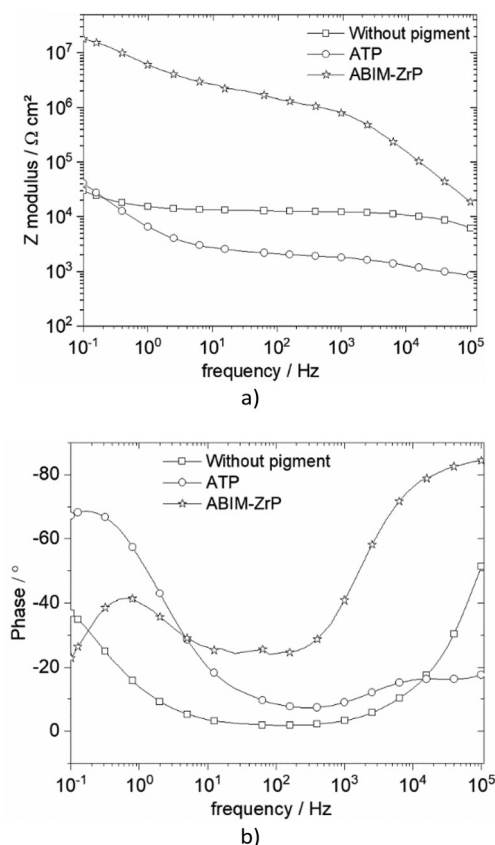 10⁷
10⁶
10⁵
10⁴
10³
10²
Z modulus / Ω cm²
Without pigment
ATP
ABIM-ZrP
10⁻¹ 10⁰ 10¹ 10² 10³ 10⁴ 10⁵
frequency / Hz
a)
-80
-60
-40
-20
0
Phase / °
Without pigment
ATP
ABIM-ZrP
10⁻¹ 10⁰ 10¹ 10² 10³ 10⁴ 10⁵
frequency / Hz
b)